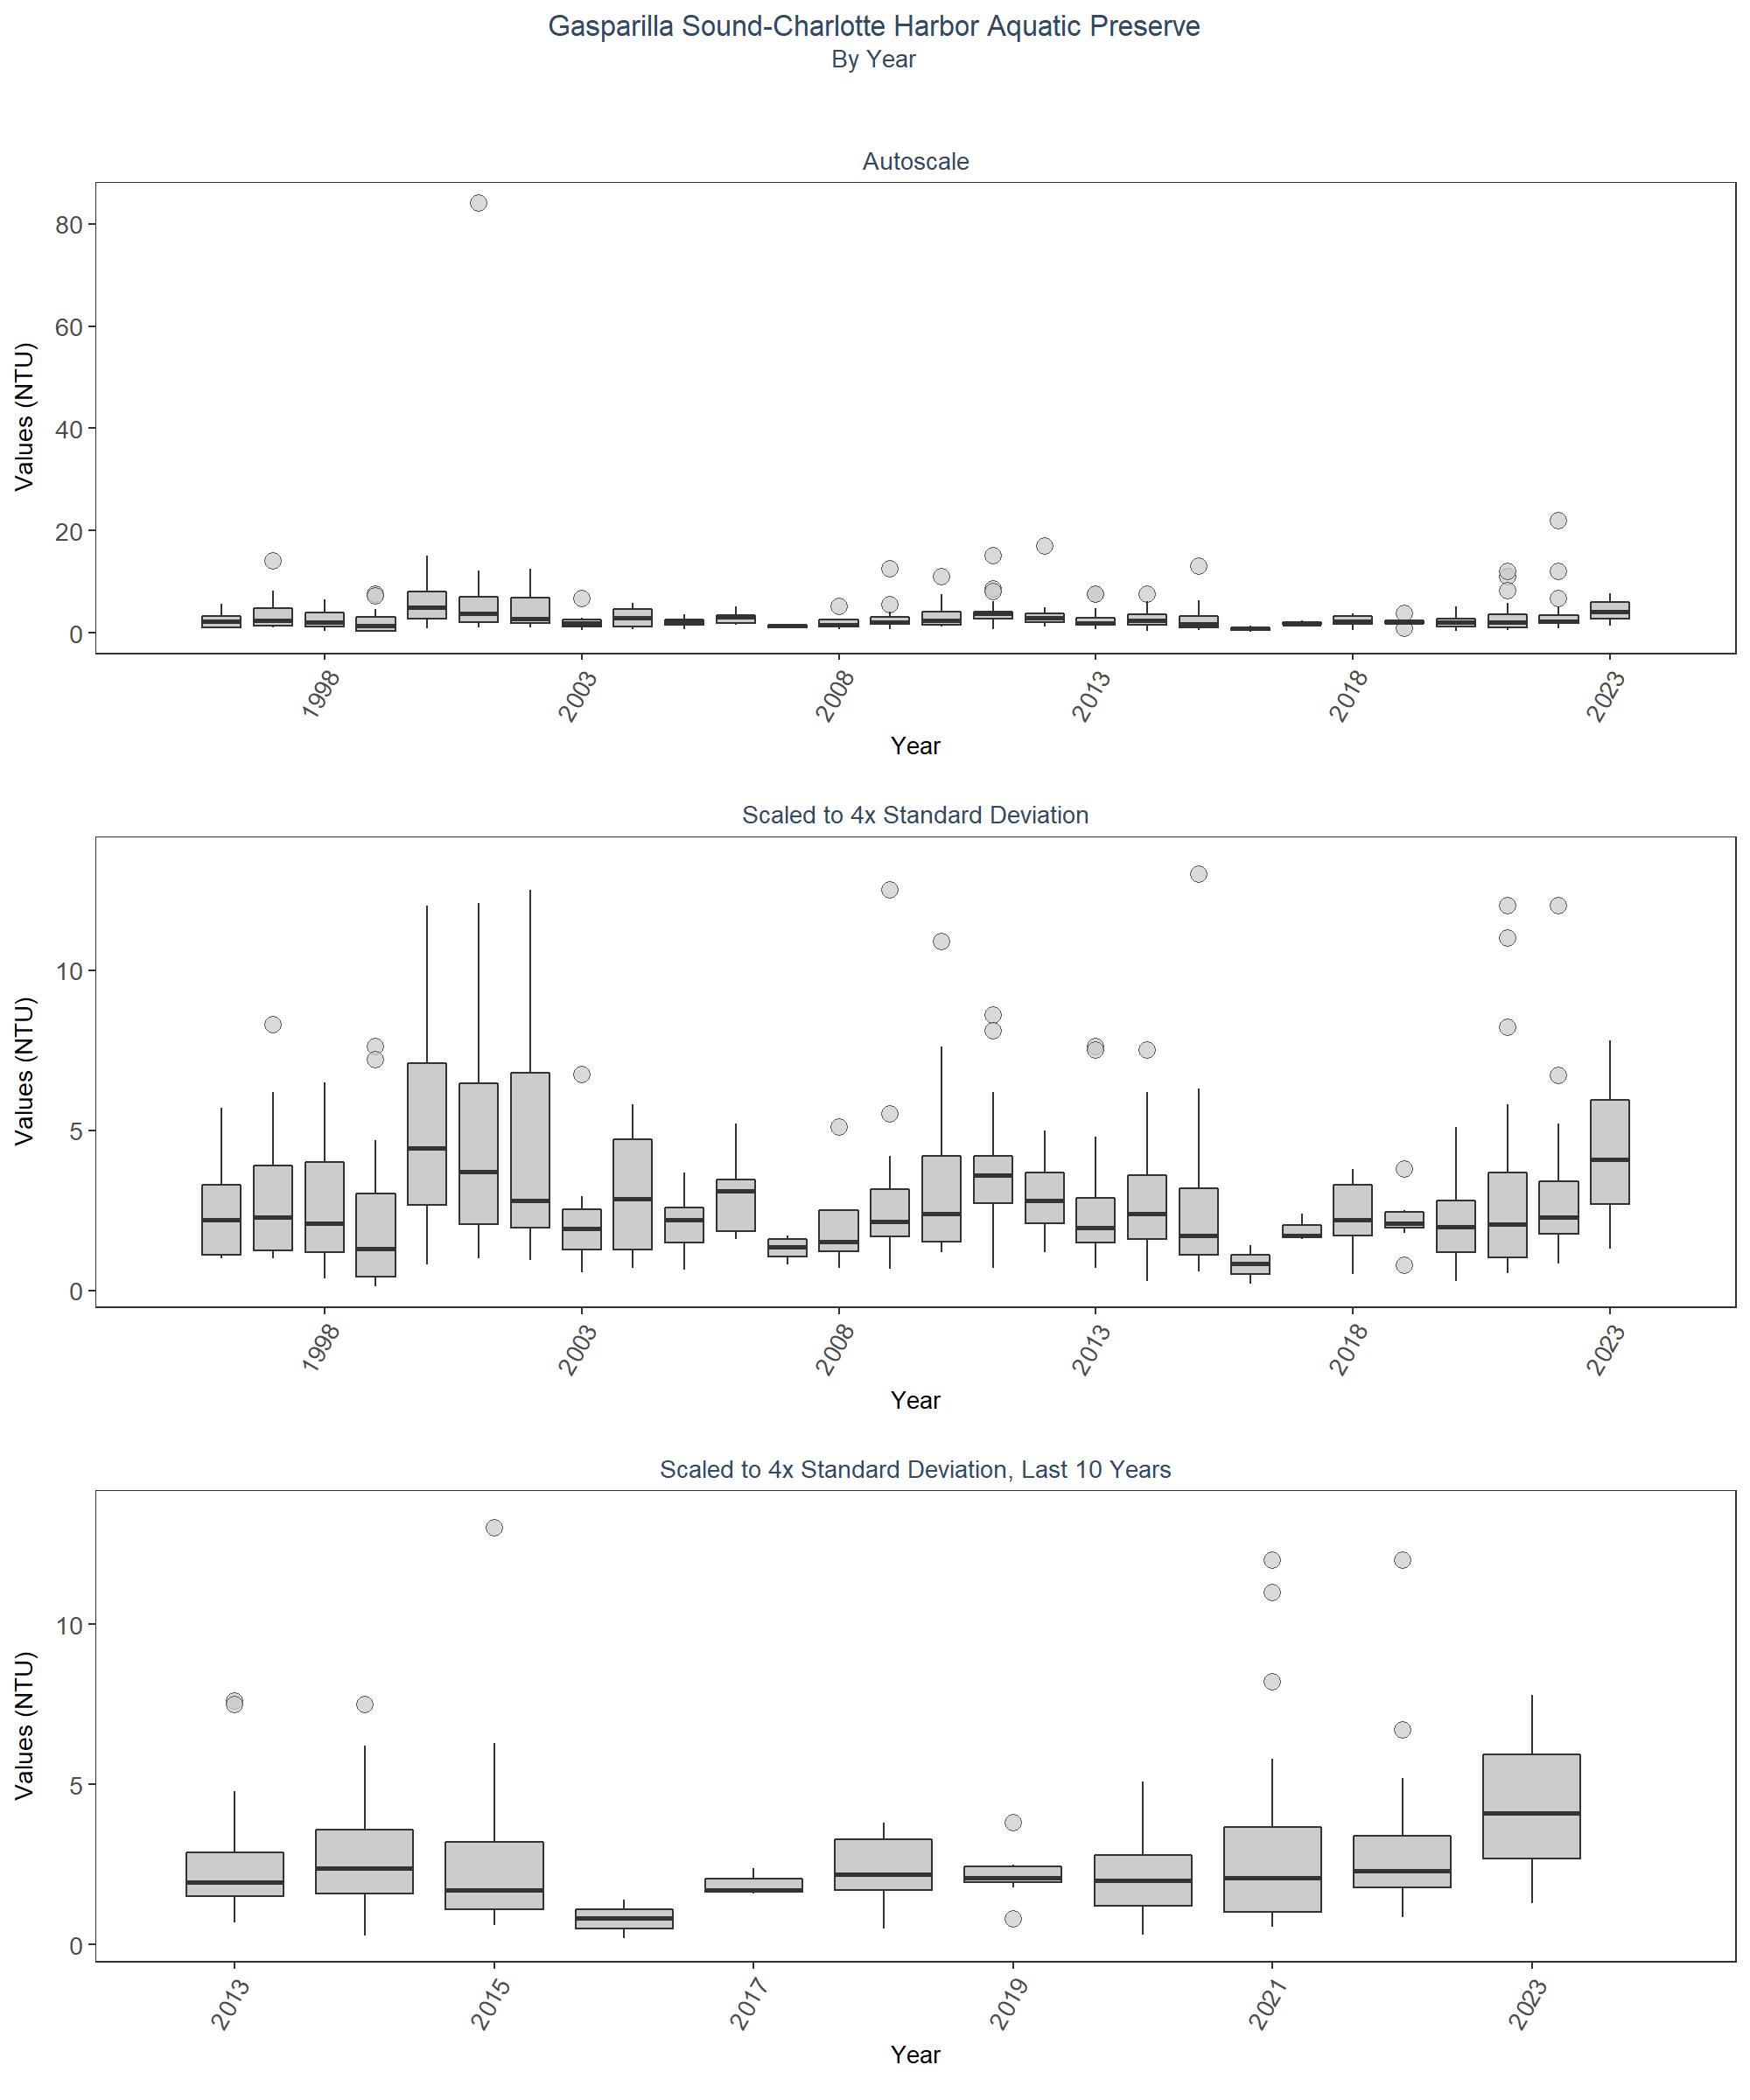 Gasparilla Sound-Charlotte Harbor Aquatic Preserve
By Year
Autoscale
Values (NTU)
80
60
40
20
0
1998
2003
2008
2013
2018
2023
Year
Scaled to 4x Standard Deviation
Values (NTU)
10
5
0
1998
2003
2008
2013
2018
2023
Year
Scaled to 4x Standard Deviation, Last 10 Years
Values (NTU)
10
5
0
2013
2015
2017
2019
2021
2023
Year